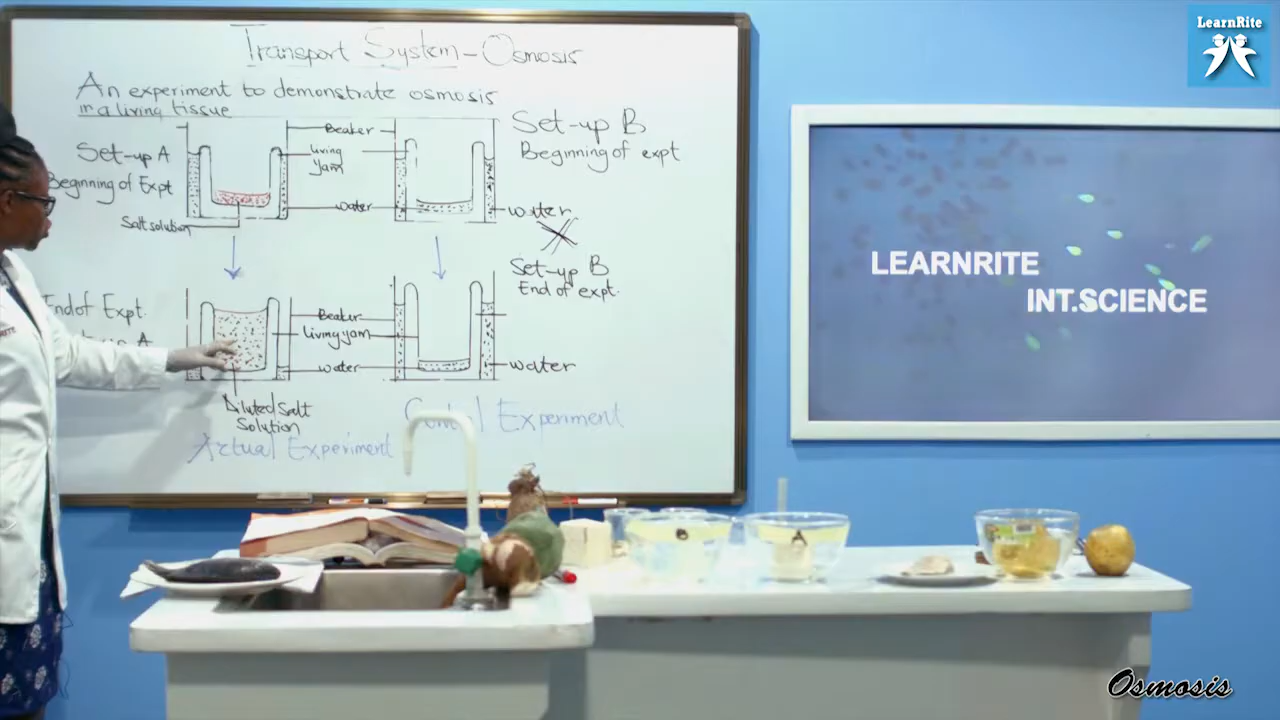 LearnRite
Transport System - Osmosis
An experiment to demonstrate osmosis
in a living tissue
Set-up A
Beginning of Expt
Beaker
living
yam
water
Salt solution
Set-up B
Beginning of expt
water
Set-up B
End of expt.
End of Expt.
Beaker
living yam
water
water
Diluted Salt
Solution
Actual Experiment
Experiment
LEARNRITE
INT.SCIENCE
B
A
Osmosis